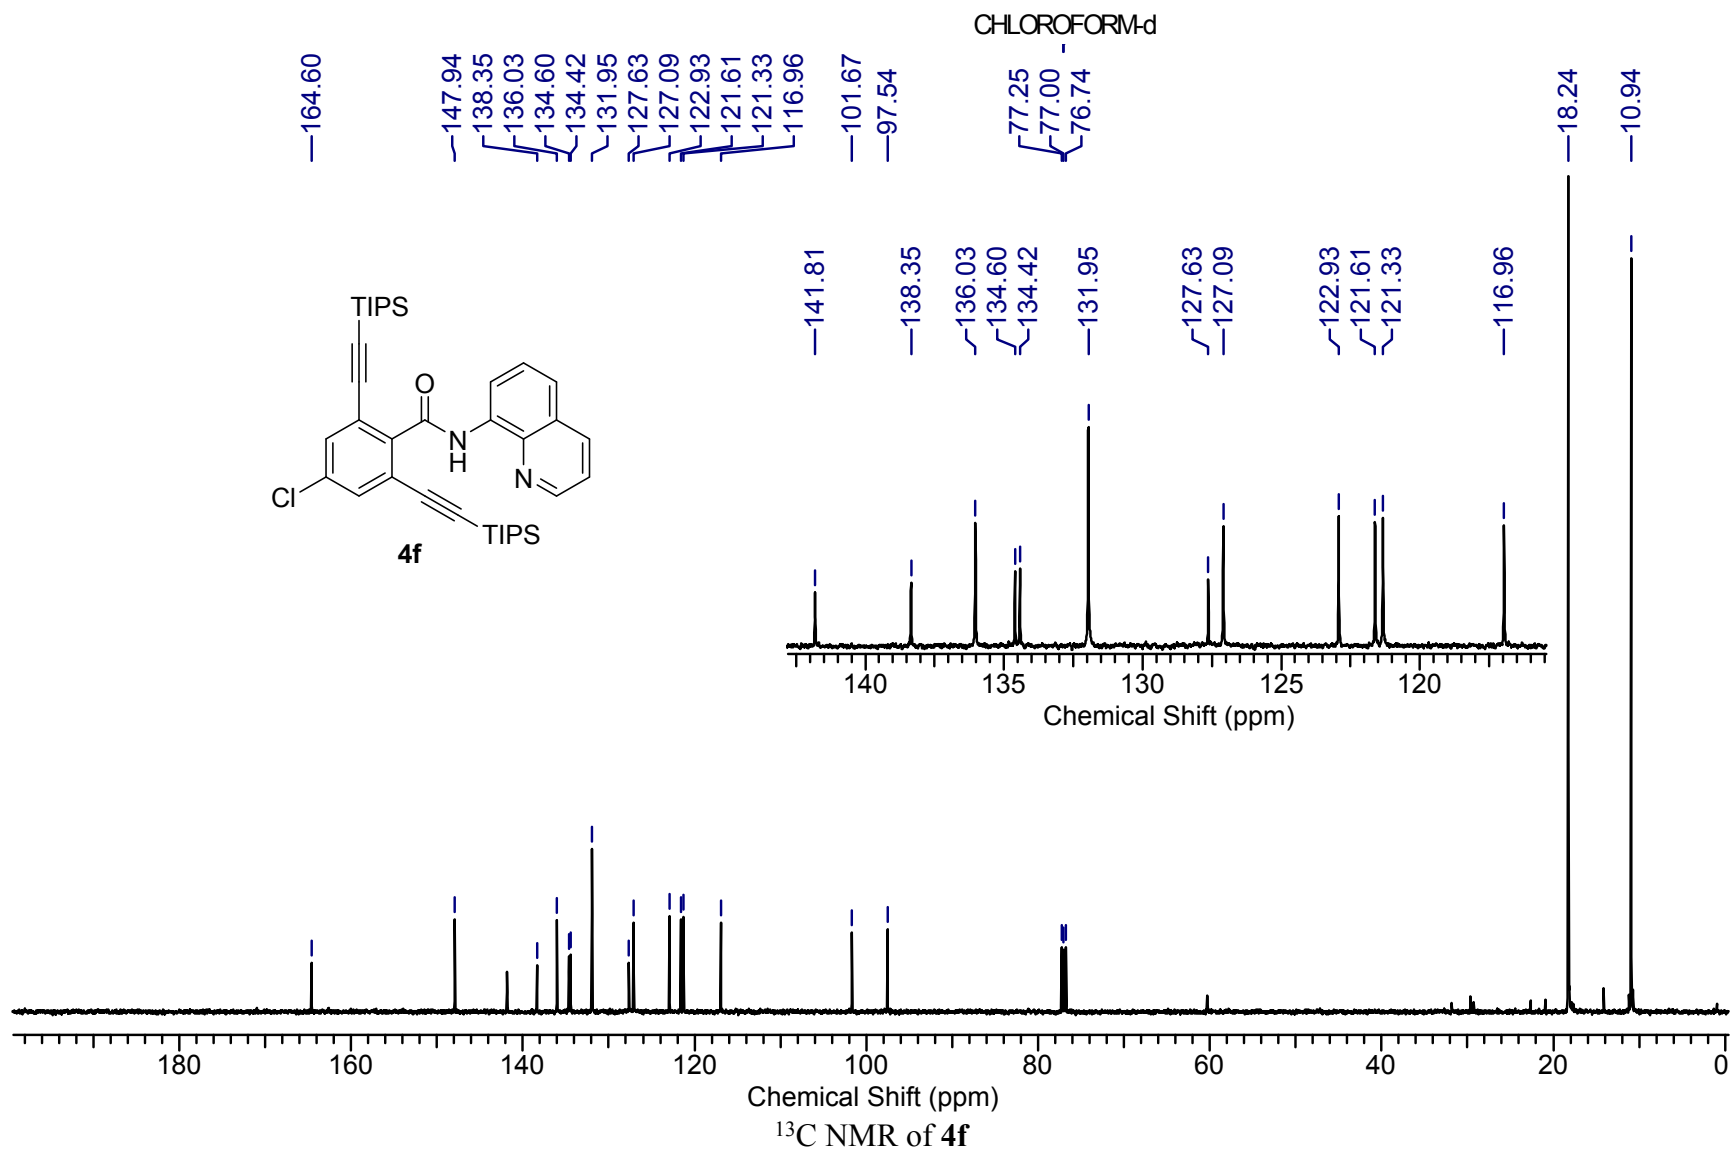 CHLOROFORM-d
164.60
147.94
138.35
136.03
134.60
134.42
131.95
127.63
127.09
122.93
121.61
121.33
116.96
101.67
97.54
77.25
77.00
76.74
18.24
10.94
141.81
138.35
136.03
134.60
134.42
131.95
127.63
127.09
122.93
121.61
121.33
116.96
TIPS
O
N
H
N
Cl
TIPS
4f
140 135 130 125 120
Chemical Shift (ppm)
180 160 140 120 100 80 60 40 20 0
Chemical Shift (ppm)
¹³C NMR of 4f